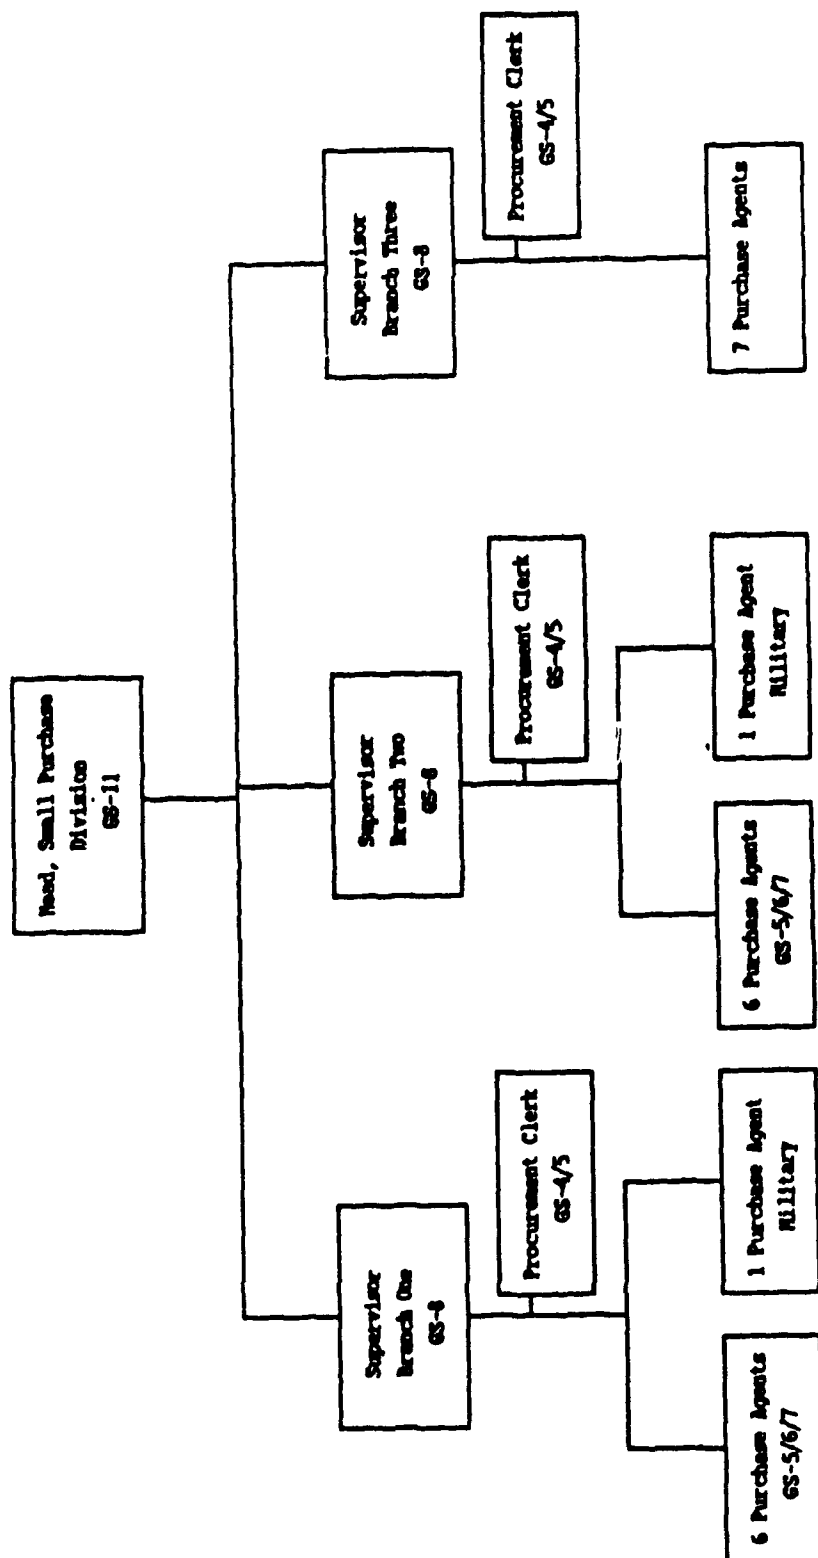 Head, Small Purchase
Division
GS-11
Supervisor
Branch One
GS-8
Procurement Clerk
GS-4/5
6 Purchase Agents
GS-5/6/7
1 Purchase Agent
Military
Supervisor
Branch Two
GS-8
Procurement Clerk
GS-4/5
6 Purchase Agents
GS-5/6/7
1 Purchase Agent
Military
Supervisor
Branch Three
GS-8
Procurement Clerk
GS-4/5
7 Purchase Agents